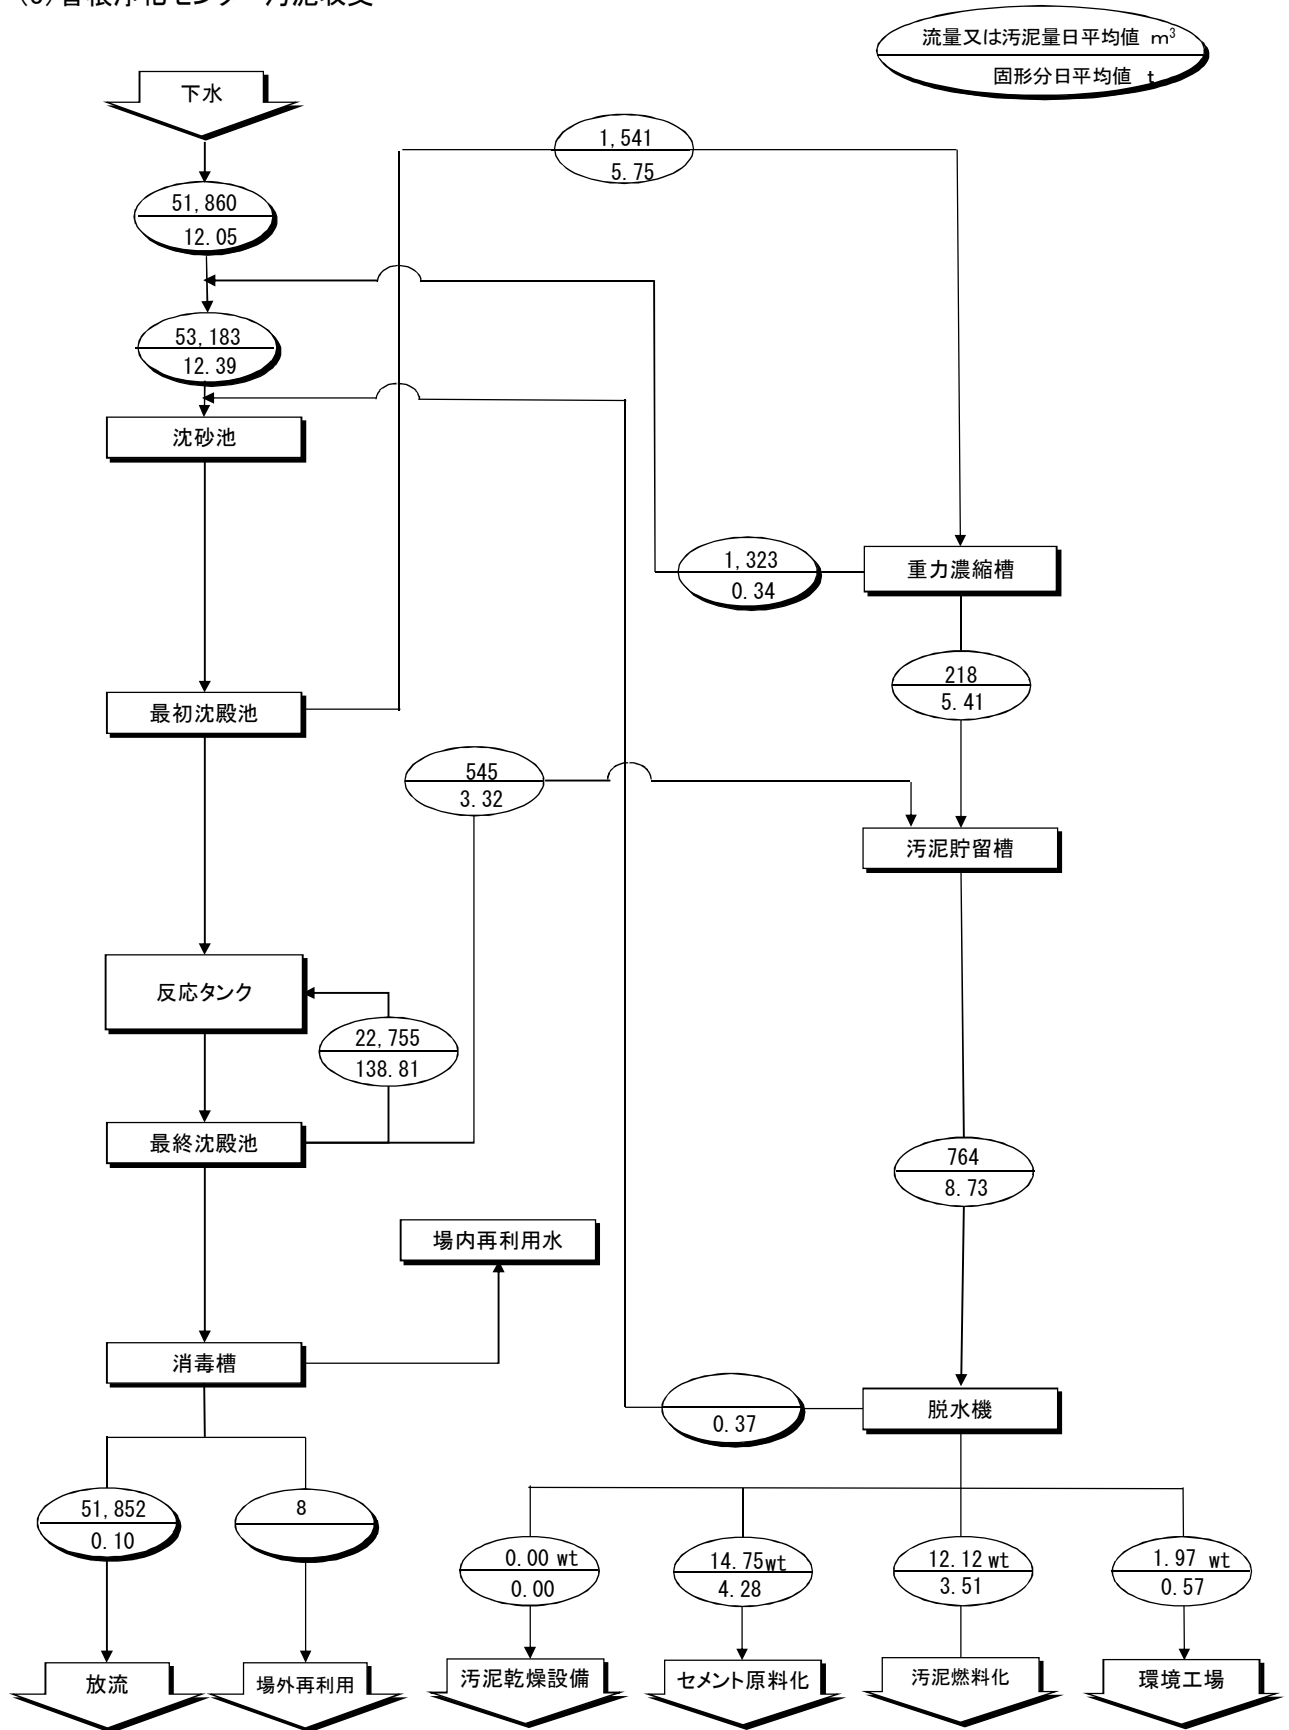 流量又は汚泥量日平均値 m³
固形分日平均値 t
下水
1,541
5.75
51,860
12.05
53,183
12.39
沈砂池
1,323
0.34
重力濃縮槽
218
5.41
最初沈殿池
545
3.32
汚泥貯留槽
反応タンク
22,755
138.81
最終沈殿池
764
8.73
場内再利用水
消毒槽
0.37
脱水機
51,852
0.10
8
0.00 wt
0.00
14.75wt
4.28
12.12 wt
3.51
1.97 wt
0.57
放流
場外再利用
汚泥乾燥設備
セメント原料化
汚泥燃料化
環境工場